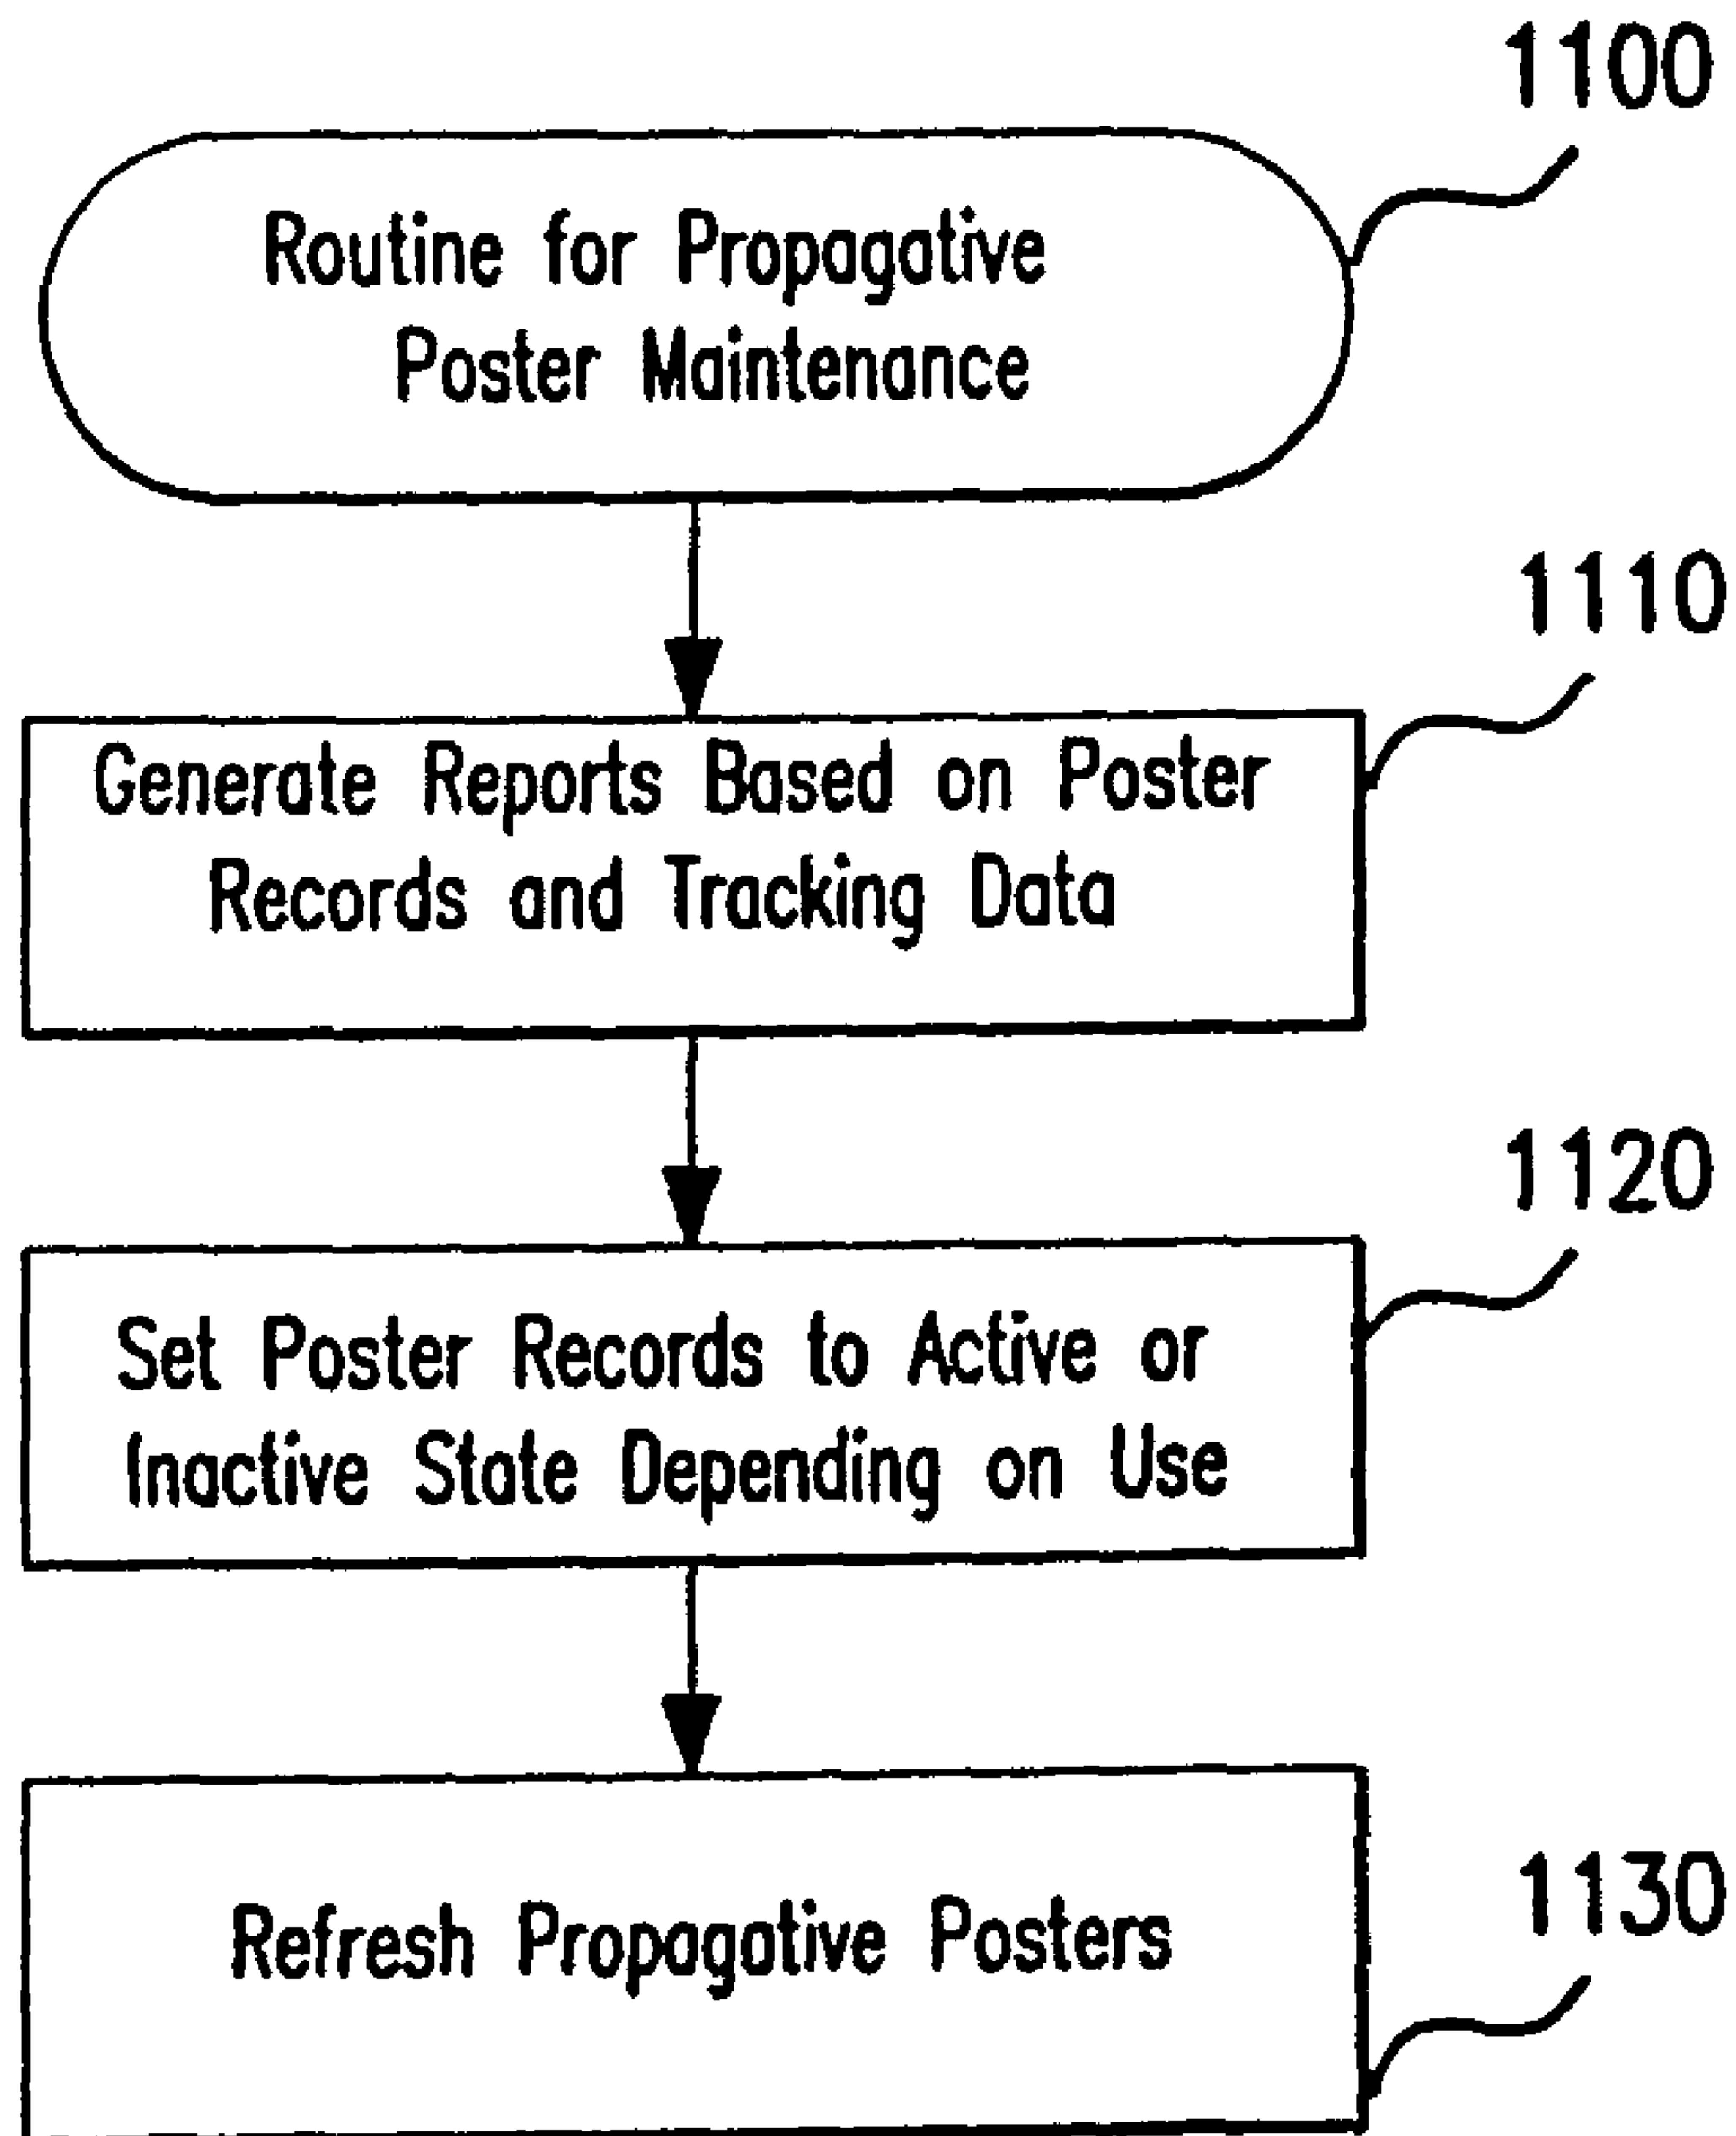 1100
Routine for Propagative
Poster Maintenance
1110
Generate Reports Based on Poster
Records and Tracking Data
1120
Set Poster Records to Active or
Inactive State Depending on Use
1130
Refresh Propagative Posters